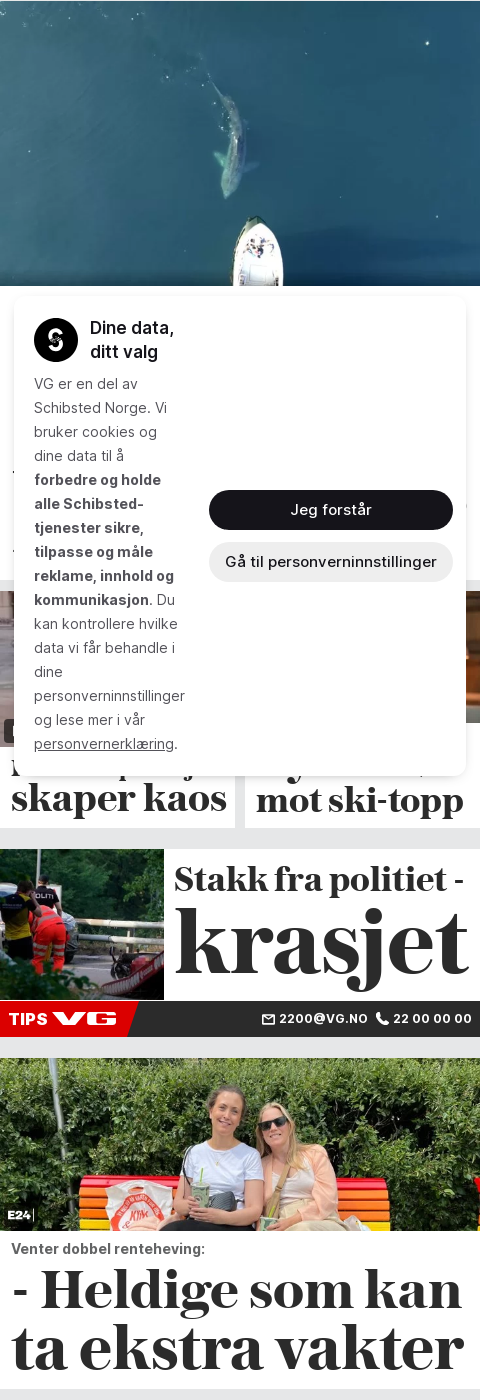 Dine data,
ditt valg
VG er en del av
Schibsted Norge. Vi
bruker cookies og
dine data til å
forbedre og holde
alle Schibsted-
tjenester sikre,
tilpasse og måle
reklame, innhold og
kommunikasjon. Du
kan kontrollere hvilke
data vi får behandle i
dine
personverninnstillinger
og lese mer i vår
personvernerklæring.
Jeg forstår
Gå til personverninnstillinger
skaper kaos
mot ski-topp
POLITI
Stakk fra politiet -
krasjet
TIPS VG
2200@VG.NO 22 00 00 00
E24
Venter dobbel renteheving:
- Heldige som kan
ta ekstra vakter